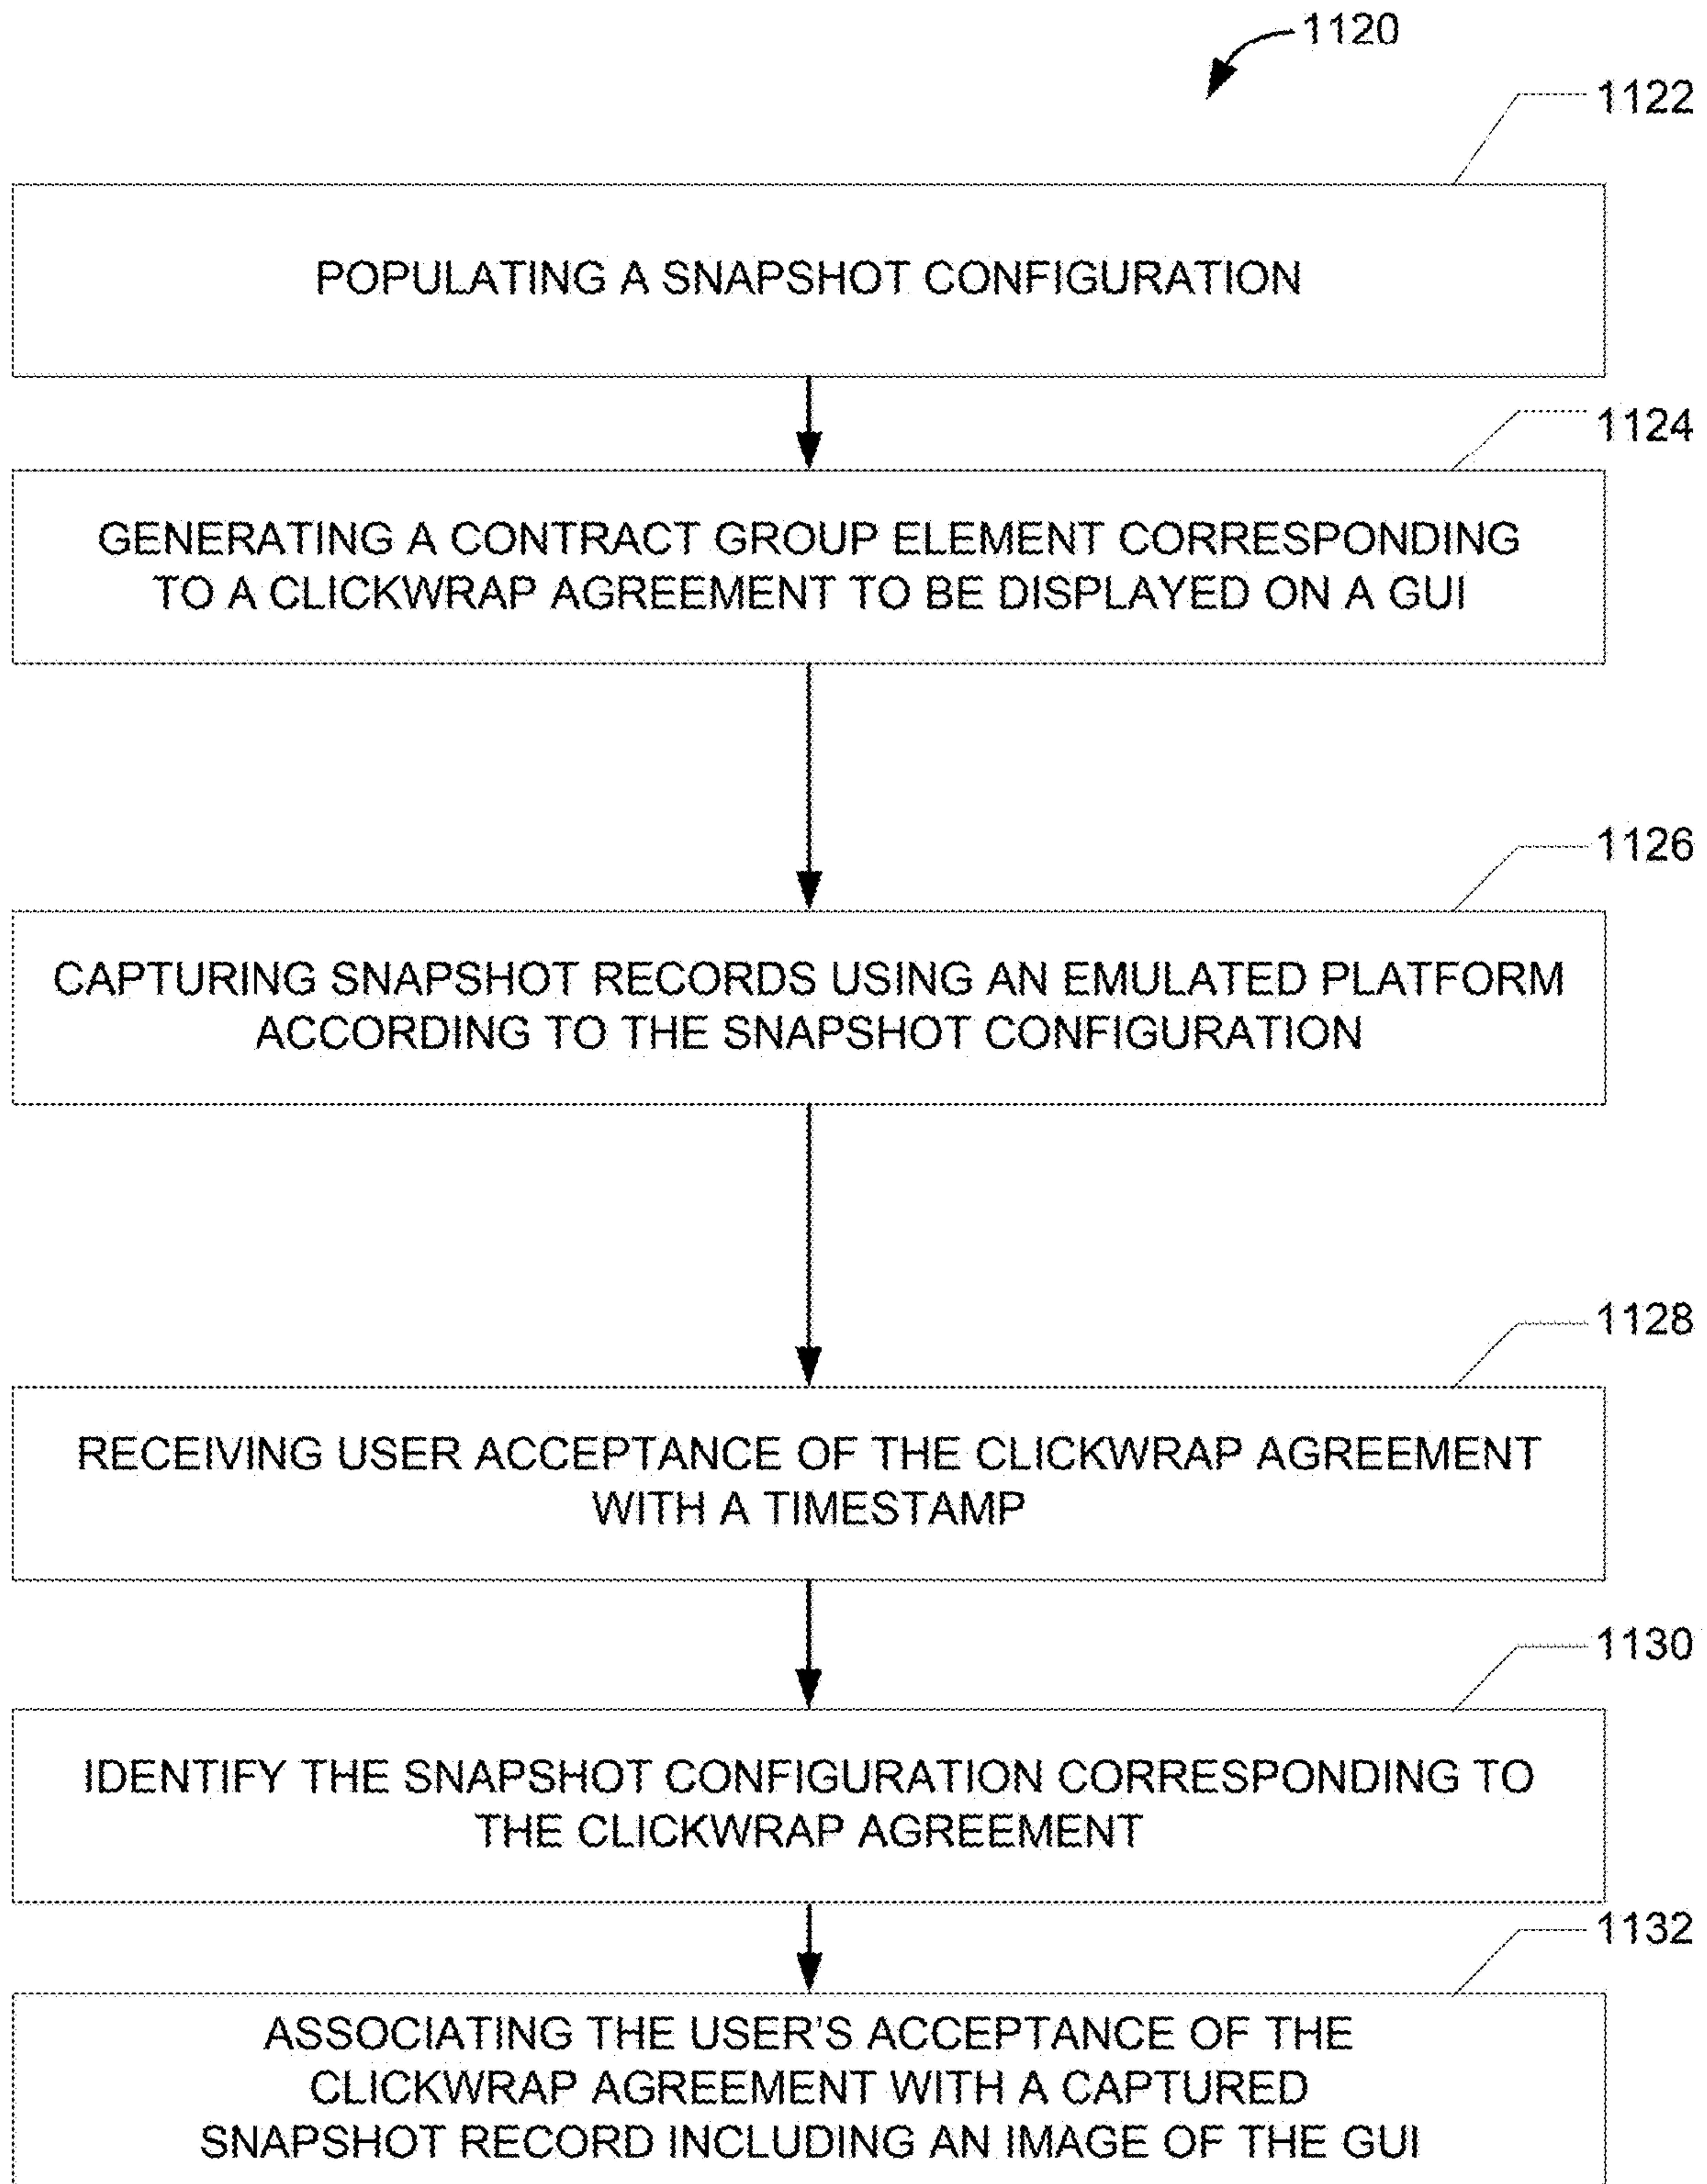 1120
1122
POPULATING A SNAPSHOT CONFIGURATION
1124
GENERATING A CONTRACT GROUP ELEMENT CORRESPONDING
TO A CLICKWRAP AGREEMENT TO BE DISPLAYED ON A GUI
1126
CAPTURING SNAPSHOT RECORDS USING AN EMULATED PLATFORM
ACCORDING TO THE SNAPSHOT CONFIGURATION
1128
RECEIVING USER ACCEPTANCE OF THE CLICKWRAP AGREEMENT
WITH A TIMESTAMP
1130
IDENTIFY THE SNAPSHOT CONFIGURATION CORRESPONDING TO
THE CLICKWRAP AGREEMENT
1132
ASSOCIATING THE USER'S ACCEPTANCE OF THE
CLICKWRAP AGREEMENT WITH A CAPTURED
SNAPSHOT RECORD INCLUDING AN IMAGE OF THE GUI